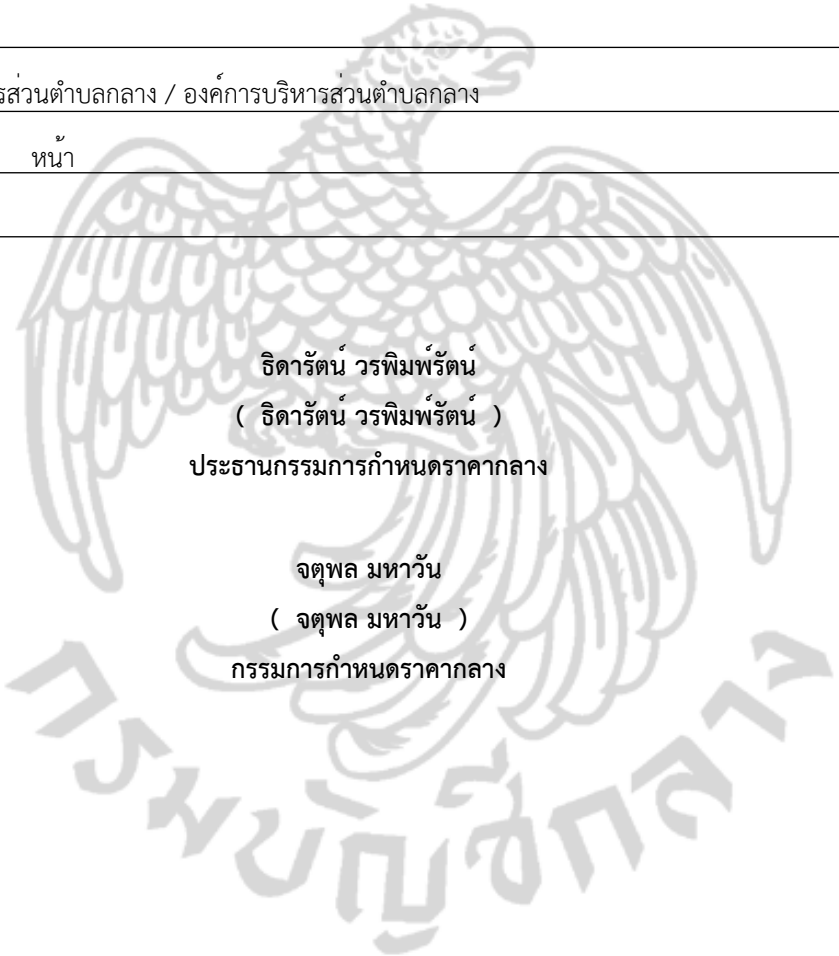 รส่วนตำบลกลาง / องค์การบริหารส่วนตำบลกลาง
หน้า
ธิดารัตน์ วรพิมพ์รัตน์
( ธิดารัตน์ วรพิมพ์รัตน์ )
ประธานกรรมการกำหนดราคากลาง
จตุพล มหาวัน
( จตุพล มหาวัน )
กรรมการกำหนดราคากลาง
กรมบัญชีกลาง